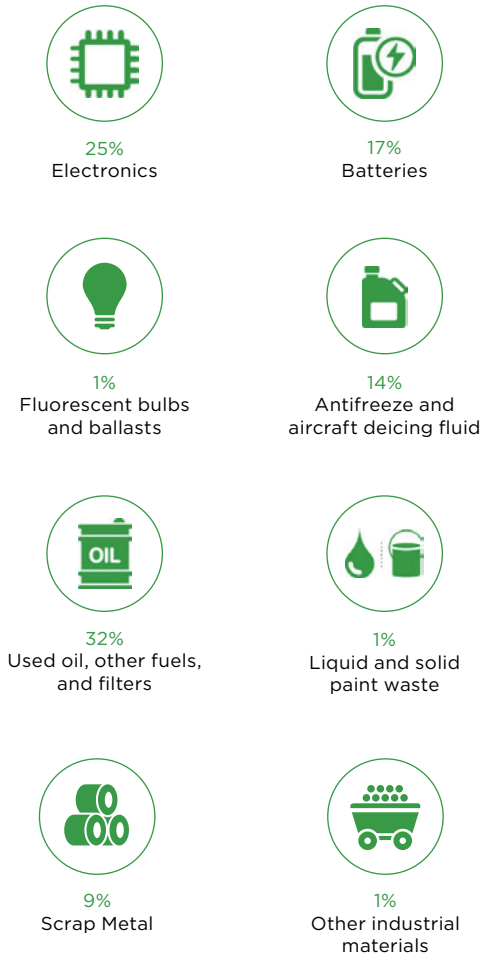 25%
Electronics
17%
Batteries
1%
Fluorescent bulbs
and ballasts
14%
Antifreeze and
aircraft deicing fluid
OIL
32%
Used oil, other fuels,
and filters
1%
Liquid and solid
paint waste
9%
Scrap Metal
1%
Other industrial
materials